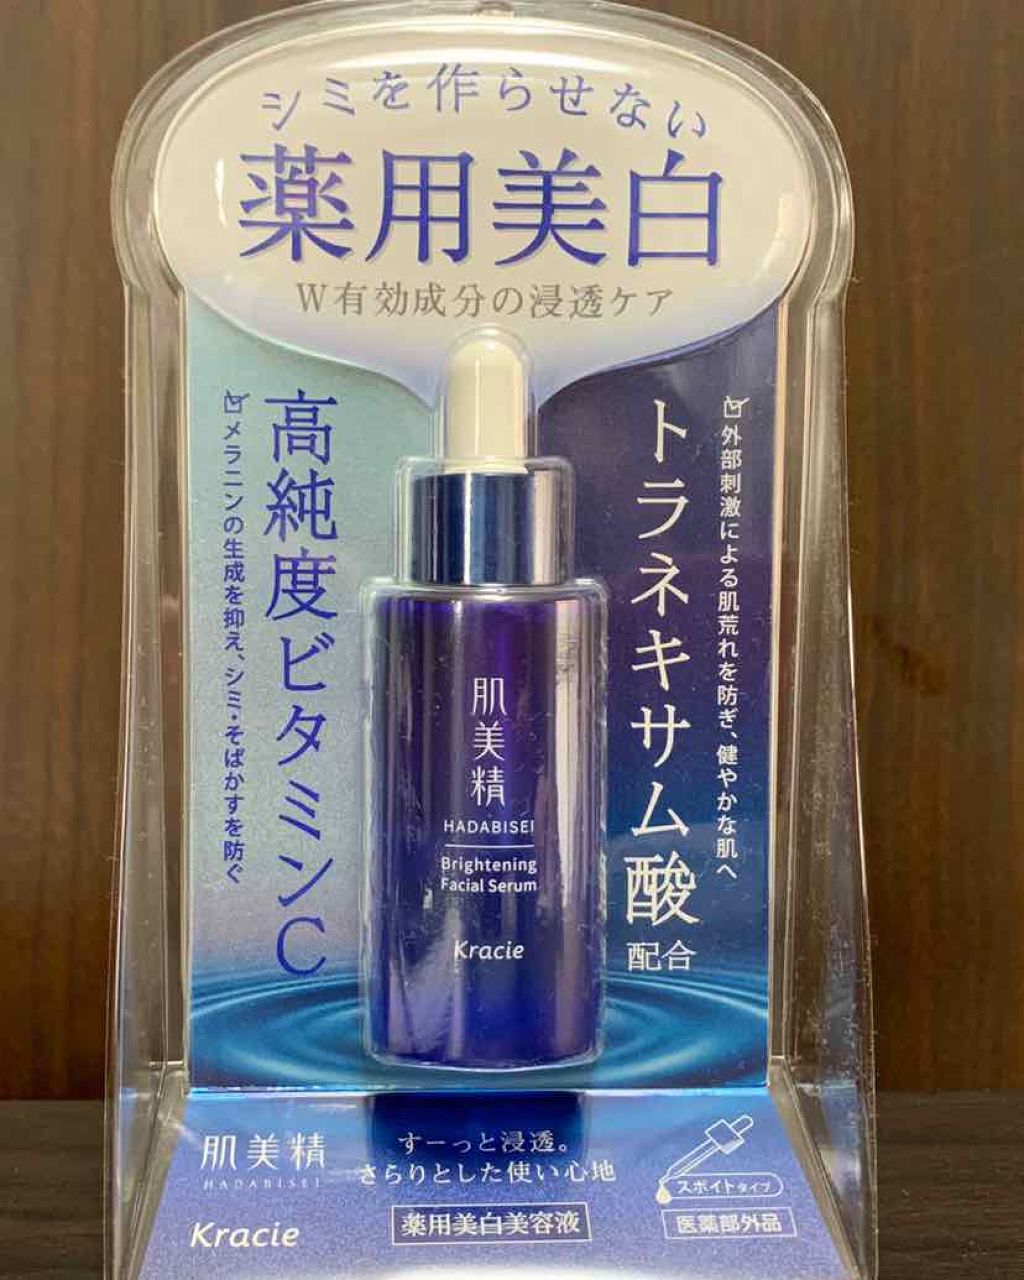 シミを作らせない
薬用美白
W有効成分の浸透ケア
外部刺激による肌荒れを防ぎ、健やかな肌へ
トラネキサム酸
配合
高純度ビタミンC
メラニンの生成を抑え、シミ・そばかすを防ぐ
肌美精
HADABISEI
Brightening
Facial Serum
Kracie
肌美精
HADABISEI
Kracie
すーっと浸透。
さらりとした使い心地
薬用美白美容液
スポイトタイプ
医薬部外品